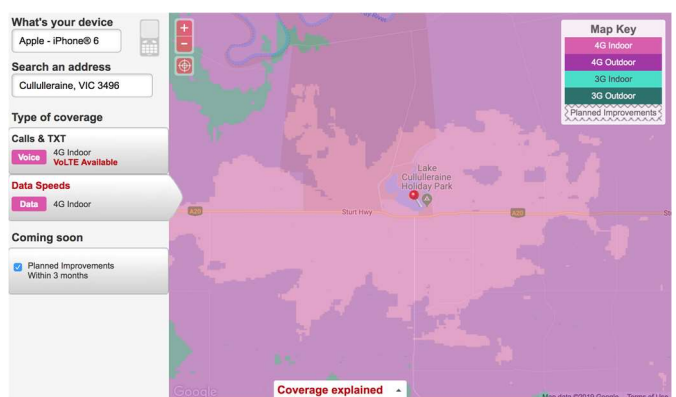 What's your device
Apple - iPhone® 6
Search an address
Cullulleraine, VIC 3496
Type of coverage
Calls & TXT
Voice
4G Indoor
VoLTE Available
Data Speeds
Data
4G Indoor
Coming soon
Planned Improvements
Within 3 months
+
−
Map Key
4G Indoor
4G Outdoor
3G Indoor
3G Outdoor
Planned Improvements
Lake
Cullulleraine
Holiday Park
A20
Sturt Hwy
A20
Google
Coverage explained
Map data ©2019 Google
Terms of Use